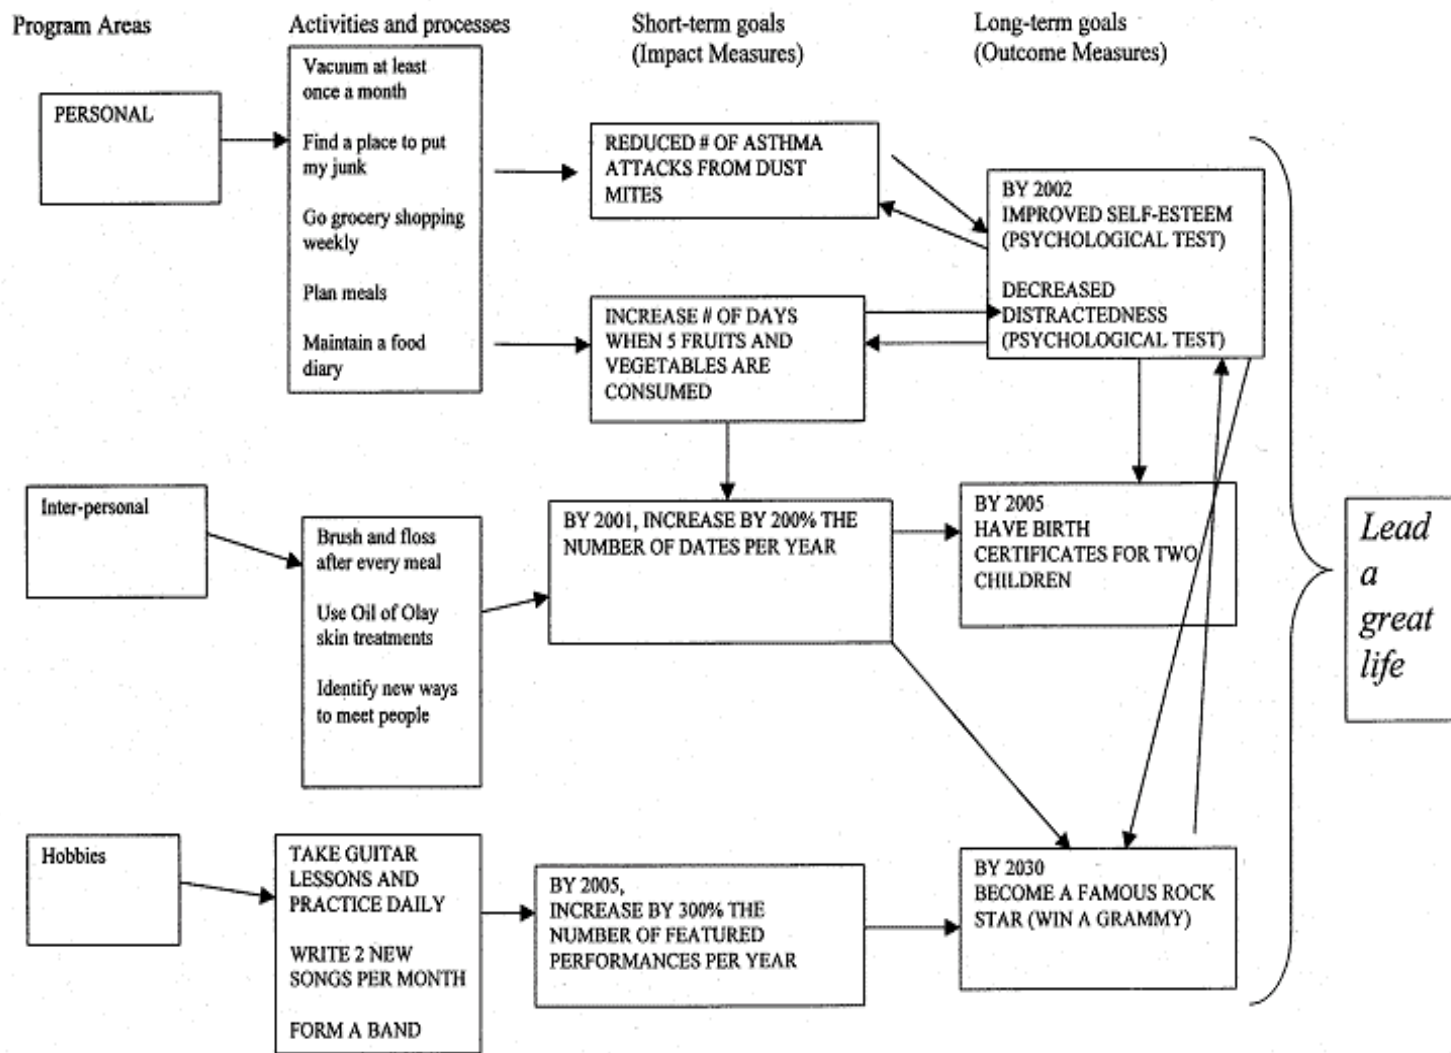 Program Areas
Activities and processes
Short-term goals
(Impact Measures)
Long-term goals
(Outcome Measures)
PERSONAL
Vacuum at least
once a month
Find a place to put
my junk
Go grocery shopping
weekly
Plan meals
Maintain a food
diary
REDUCED # OF ASTHMA
ATTACKS FROM DUST
MITES
INCREASE # OF DAYS
WHEN 5 FRUITS AND
VEGETABLES ARE
CONSUMED
BY 2002
IMPROVED SELF-ESTEEM
(PSYCHOLOGICAL TEST)
DECREASED
DISTRACTEDNESS
(PSYCHOLOGICAL TEST)
Inter-personal
Brush and floss
after every meal
Use Oil of Olay
skin treatments
Identify new ways
to meet people
BY 2001, INCREASE BY 200% THE
NUMBER OF DATES PER YEAR
BY 2005
HAVE BIRTH
CERTIFICATES FOR TWO
CHILDREN
Hobbies
TAKE GUITAR
LESSONS AND
PRACTICE DAILY
WRITE 2 NEW
SONGS PER MONTH
FORM A BAND
BY 2005,
INCREASE BY 300% THE
NUMBER OF FEATURED
PERFORMANCES PER YEAR
BY 2030
BECOME A FAMOUS ROCK
STAR (WIN A GRAMMY)
Lead
a
great
life